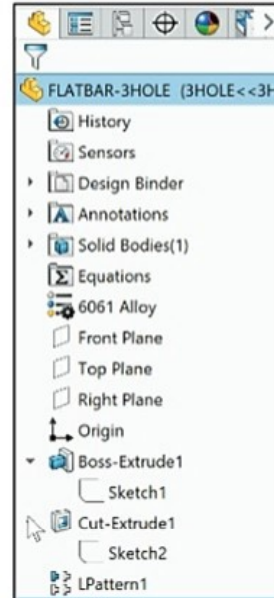 FLATBAR-3HOLE (3HOLE<<3H
History
Sensors
Design Binder
Annotations
Solid Bodies(1)
Equations
6061 Alloy
Front Plane
Top Plane
Right Plane
Origin
Boss-Extrude1
Sketch1
Cut-Extrude1
Sketch2
LPattern1